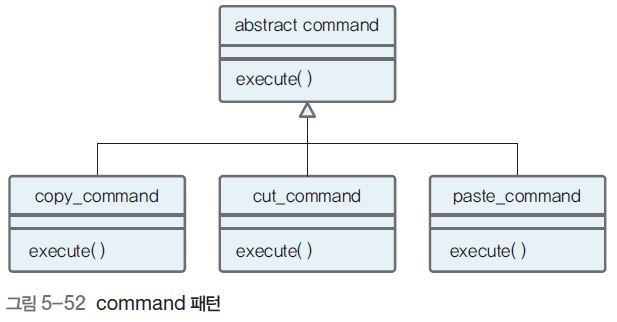 abstract command
execute( )
copy_command
execute( )
cut_command
execute( )
paste_command
execute( )
그림 5-52 command 패턴